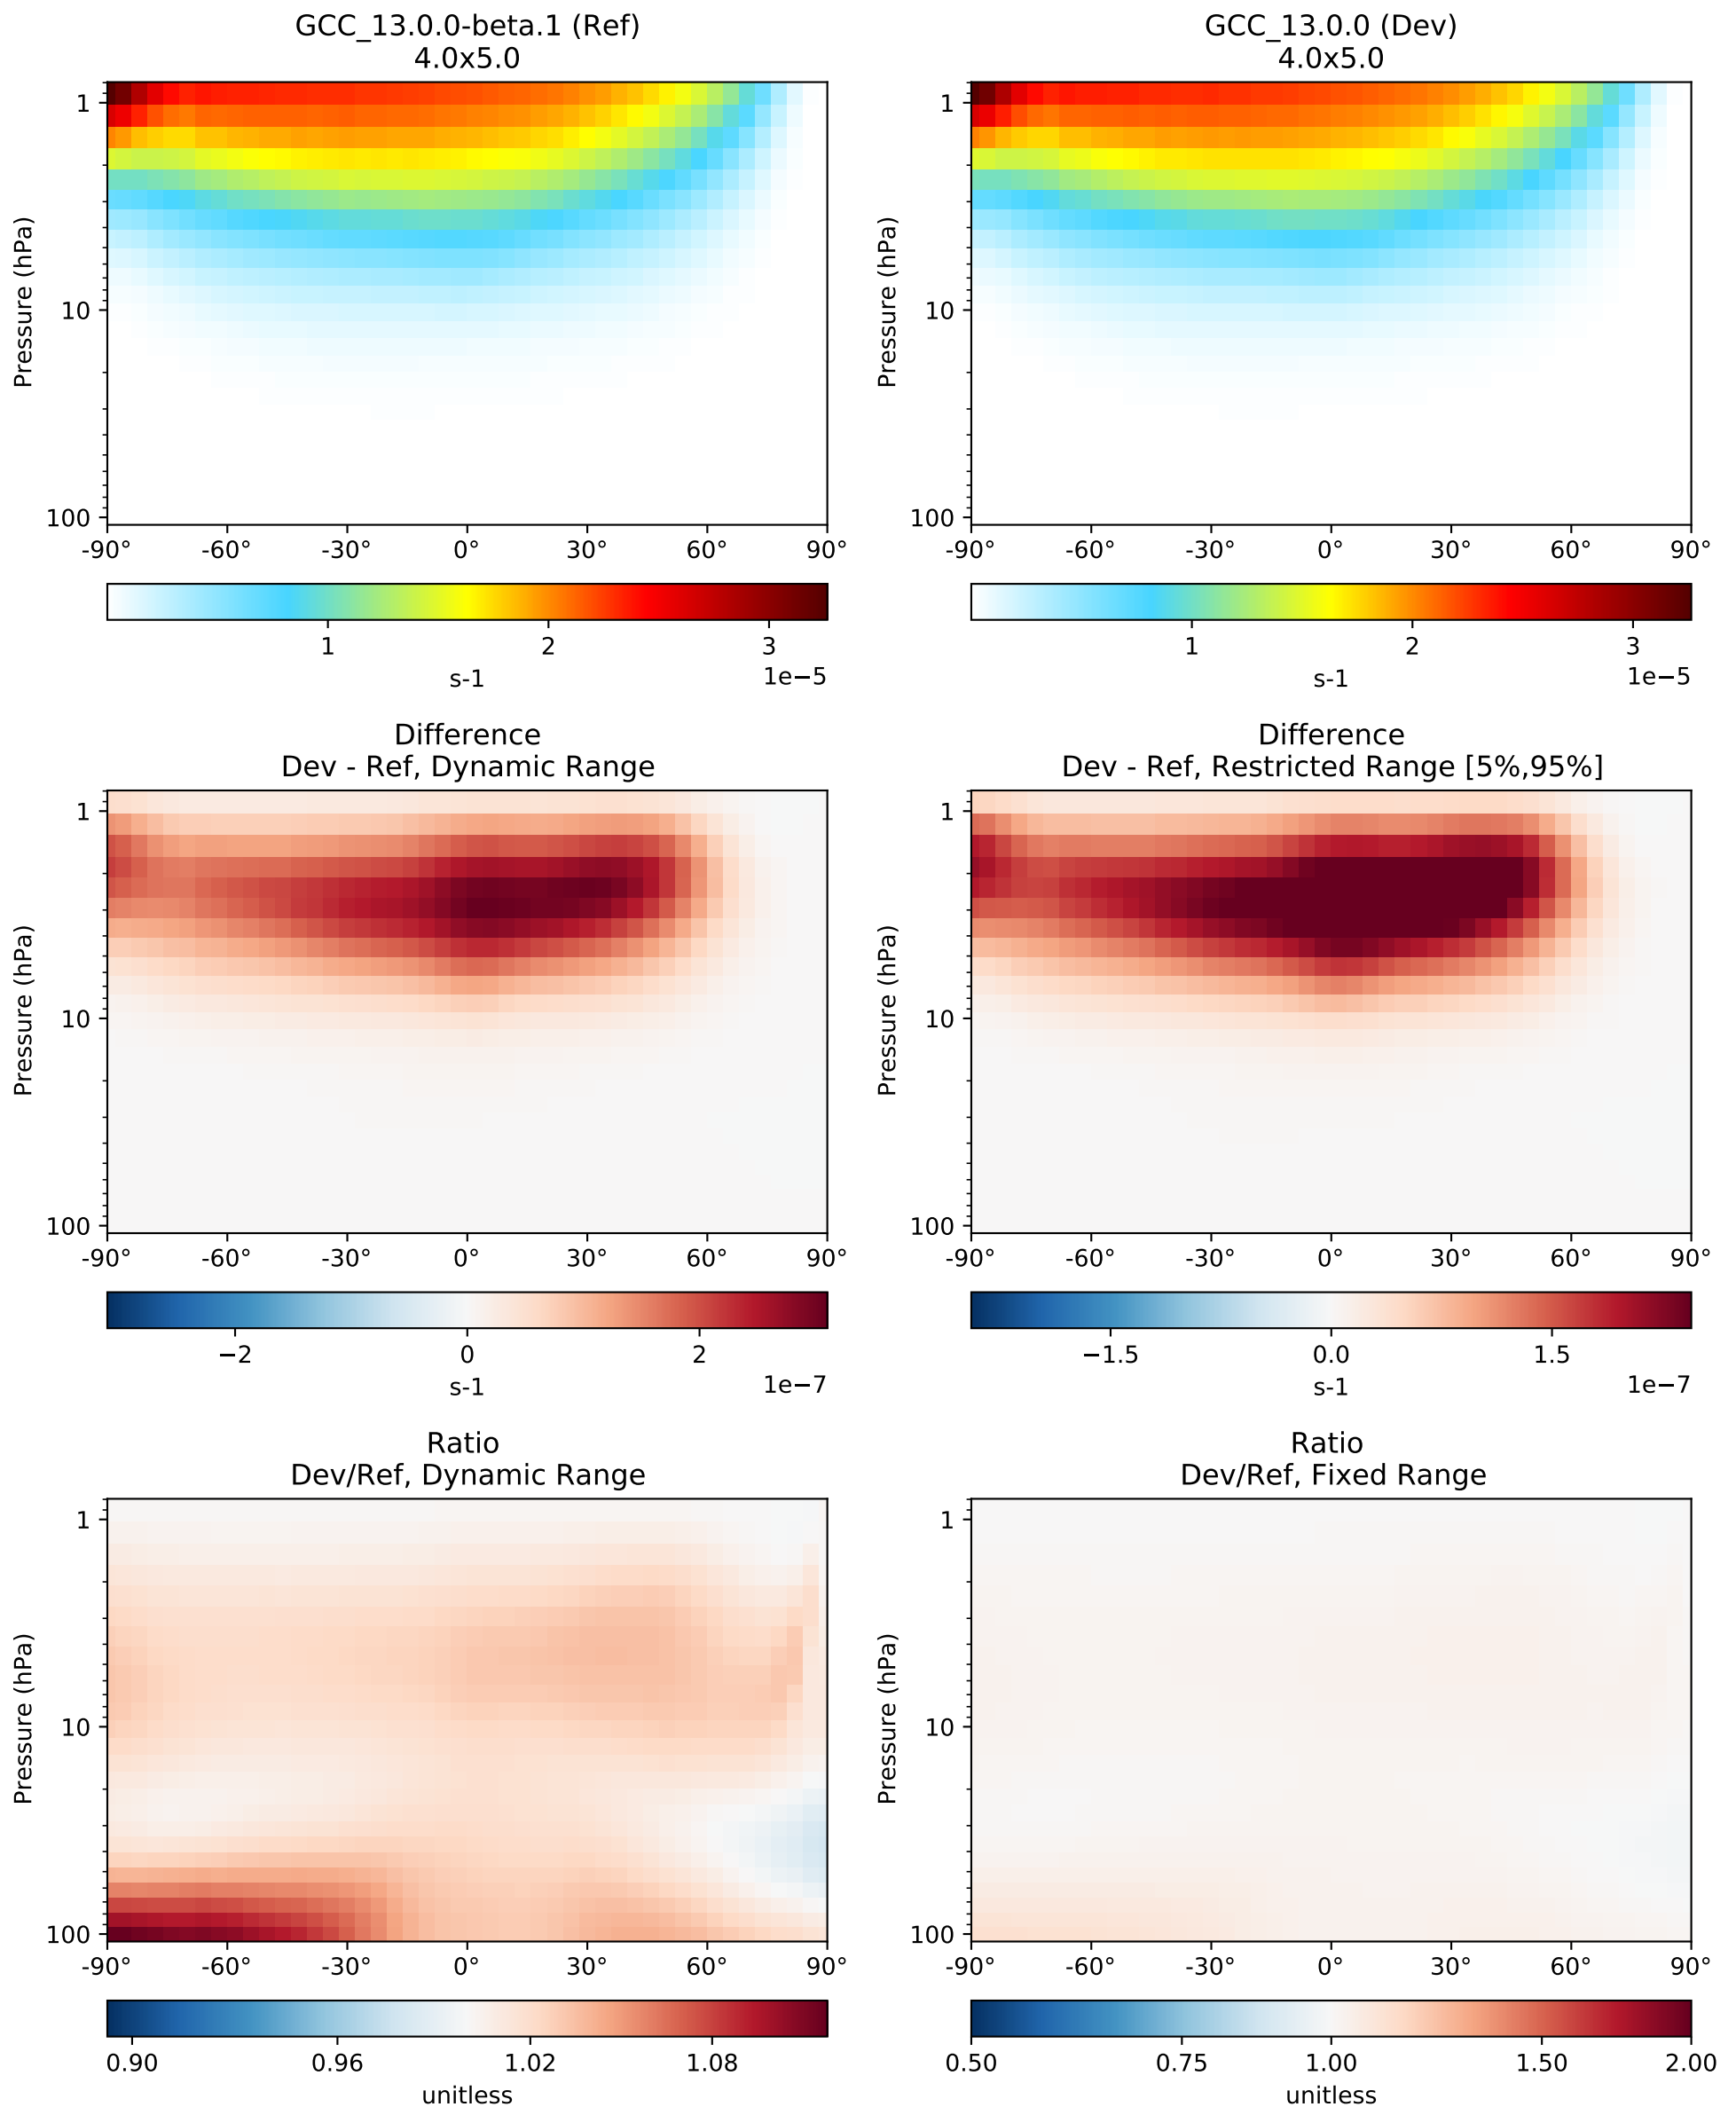 GCC_13.0.0-beta.1 (Ref)
4.0x5.0
GCC_13.0.0 (Dev)
4.0x5.0
Pressure (hPa)
1
10
100
-90° -60° -30° 0° 30° 60° 90°
Pressure (hPa)
1
10
100
-90° -60° -30° 0° 30° 60° 90°
1 2 3
s-1 1e−5
1 2 3
s-1 1e−5
Difference
Dev - Ref, Dynamic Range
Difference
Dev - Ref, Restricted Range [5%,95%]
Pressure (hPa)
1
10
100
-90° -60° -30° 0° 30° 60° 90°
Pressure (hPa)
1
10
100
-90° -60° -30° 0° 30° 60° 90°
−2 0 2
s-1 1e−7
−1.5 0.0 1.5
s-1 1e−7
Ratio
Dev/Ref, Dynamic Range
Ratio
Dev/Ref, Fixed Range
Pressure (hPa)
1
10
100
-90° -60° -30° 0° 30° 60° 90°
Pressure (hPa)
1
10
100
-90° -60° -30° 0° 30° 60° 90°
0.90 0.96 1.02 1.08
unitless
0.50 0.75 1.00 1.50 2.00
unitless